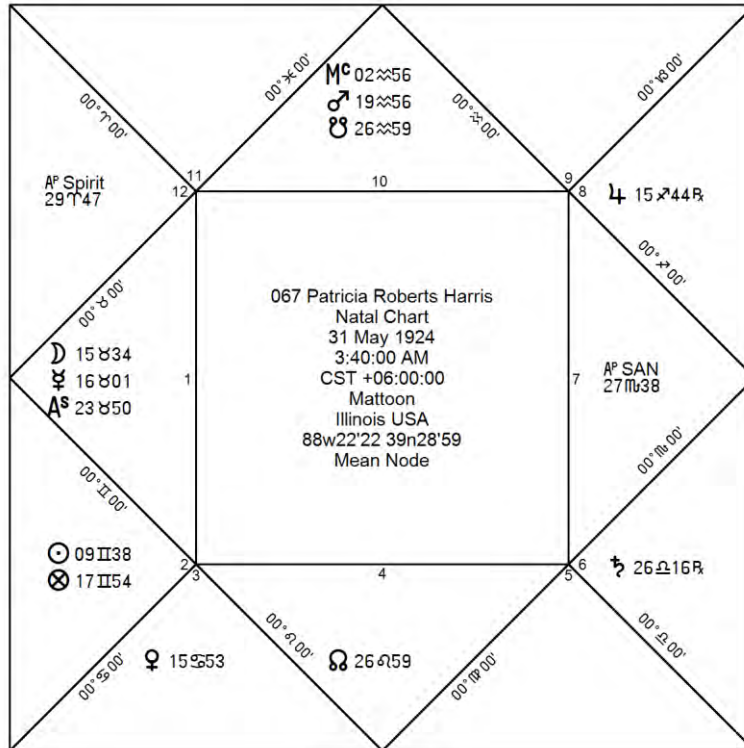 00°♓00'
00°♑00'
M͏ᶜ 02♒56
♂ 19♒56
☋ 26♒59
00°♈00'
00°♒00'
11
12
10
9
8
Aᴾ Spirit
29♈47
♃ 15♐44℞
00°♉00'
00°♐00'
067 Patricia Roberts Harris
Natal Chart
31 May 1924
3:40:00 AM
CST +06:00:00
Mattoon
Illinois USA
88w22'22 39n28'59
Mean Node
☽ 15♉34
☿ 16♉01
Aˢ 23♉50
1
7
Aᴾ SAN
27♏38
00°♊00'
00°♏00'
☉ 09♊38
⊗ 17♊54
2
3
4
5
6
♄ 26♎16℞
♀ 15♋53
☊ 26♌59
00°♋00'
00°♌00'
00°♍00'
00°♎00'